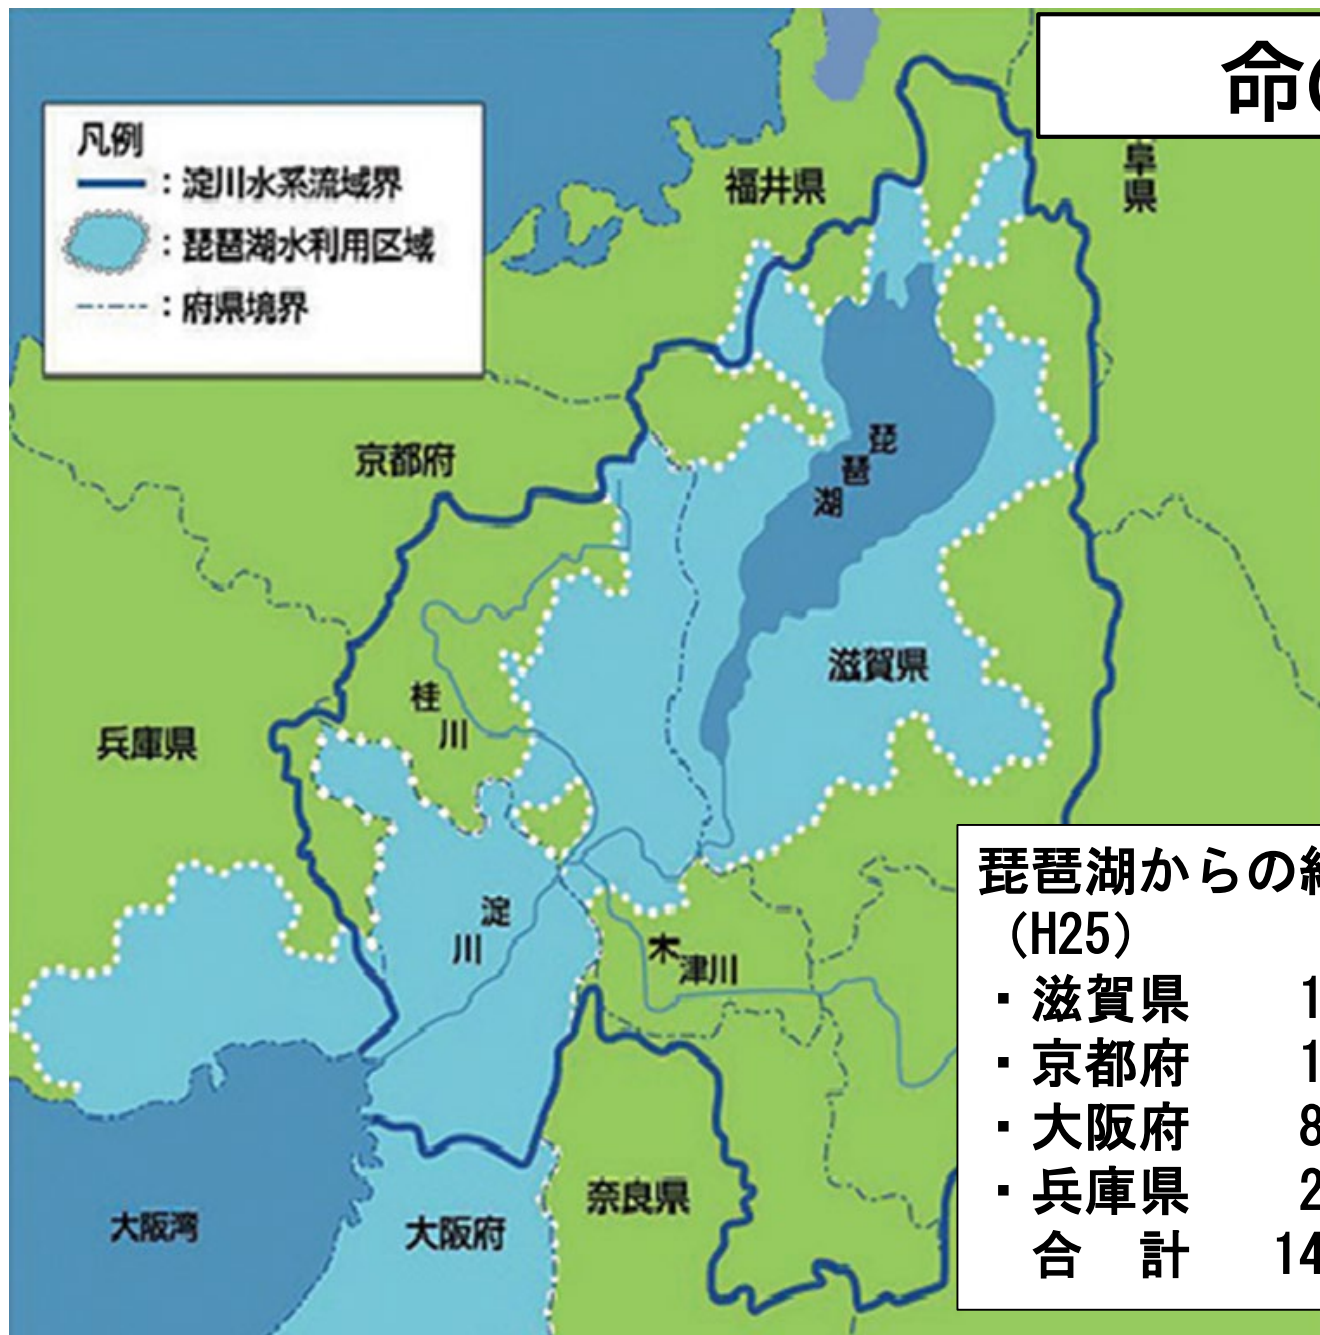 命
凡例
：淀川水系流域界
：琵琶湖水利用区域
：府県境界
福井県
阜県
京都府
琵琶湖
滋賀県
桂川
兵庫県
淀川
木津川
大阪湾
大阪府
奈良県
琵琶湖からの
(H25)
・滋賀県 1
・京都府 1
・大阪府 8
・兵庫県 2
合 計 14